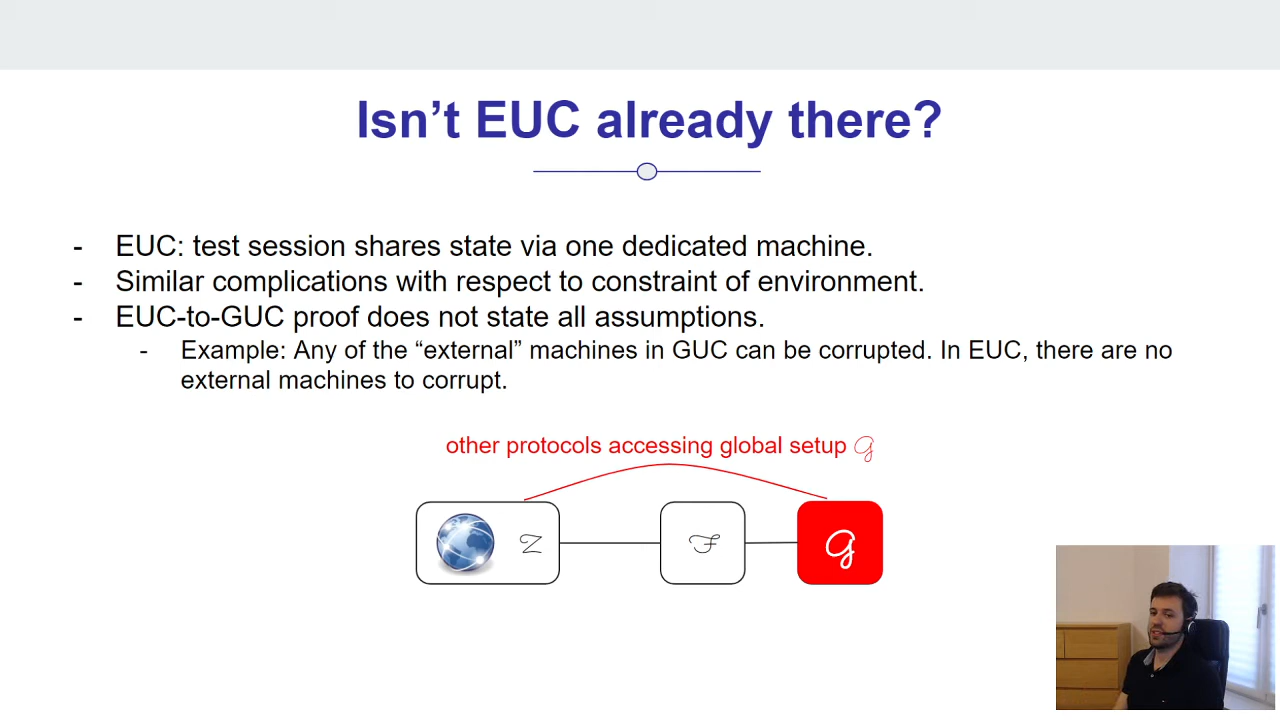 Isn’t EUC already there?
- EUC: test session shares state via one dedicated machine.
- Similar complications with respect to constraint of environment.
- EUC-to-GUC proof does not state all assumptions.
- Example: Any of the “external” machines in GUC can be corrupted. In EUC, there are no
external machines to corrupt.
other protocols accessing global setup 𝒢
𝒵 ℱ 𝒢